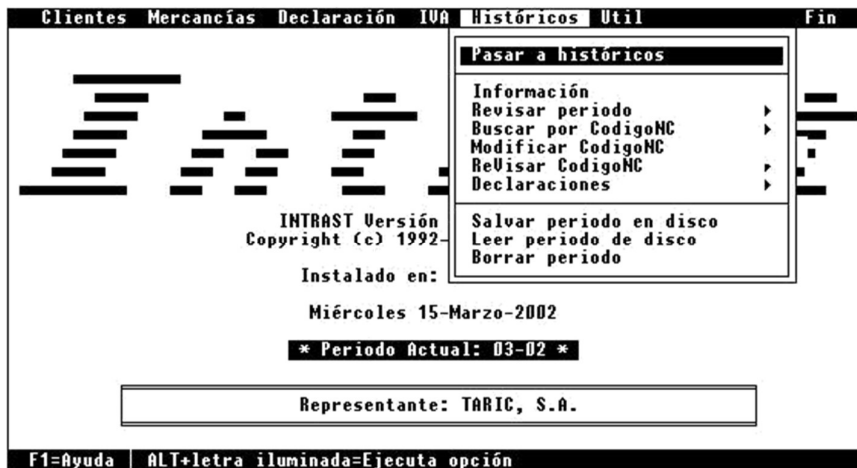 Clientes Mercancías Declaración IVA Históricos Util Fin
Pasar a históricos
Información
Revisar periodo
Buscar por CodigoNC
Modificar CodigoNC
ReVisar CodigoNC
Declaraciones
Salvar periodo en disco
Leer periodo de disco
Borrar periodo
INTRAST Versión
Copyright (c) 1992-
Instalado en:
Miércoles 15-Marzo-2002
* Periodo Actual: 03-02 *
Representante: TARIC, S.A.
F1=Ayuda | ALT+letra iluminada=Ejecuta opción